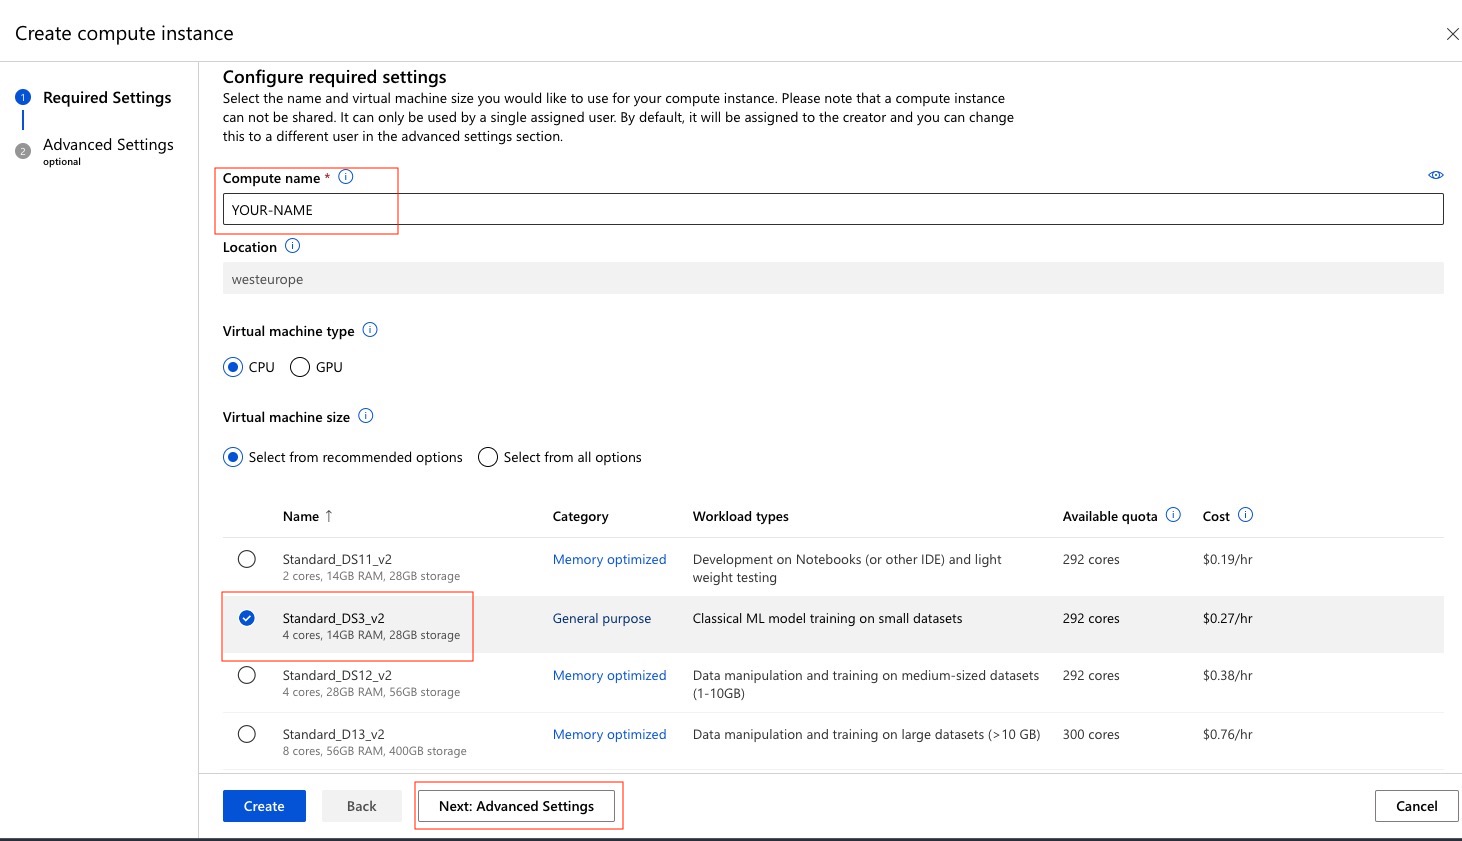 Create compute instance
1 Required Settings
2 Advanced Settings
optional
Configure required settings
Select the name and virtual machine size you would like to use for your compute instance. Please note that a compute instance
can not be shared. It can only be used by a single assigned user. By default, it will be assigned to the creator and you can change
this to a different user in the advanced settings section.
Compute name *
YOUR-NAME
Location
westeurope
Virtual machine type
CPU GPU
Virtual machine size
Select from recommended options Select from all options
Name ↑ Category Workload types Available quota Cost
Standard_DS11_v2 Memory optimized Development on Notebooks (or other IDE) and light 292 cores $0.19/hr
2 cores, 14GB RAM, 28GB storage weight testing
Standard_DS3_v2 General purpose Classical ML model training on small datasets 292 cores $0.27/hr
4 cores, 14GB RAM, 28GB storage
Standard_DS12_v2 Memory optimized Data manipulation and training on medium-sized datasets 292 cores $0.38/hr
4 cores, 28GB RAM, 56GB storage (1-10GB)
Standard_D13_v2 Memory optimized Data manipulation and training on large datasets (>10 GB) 300 cores $0.76/hr
8 cores, 56GB RAM, 400GB storage
Create Back Next: Advanced Settings Cancel